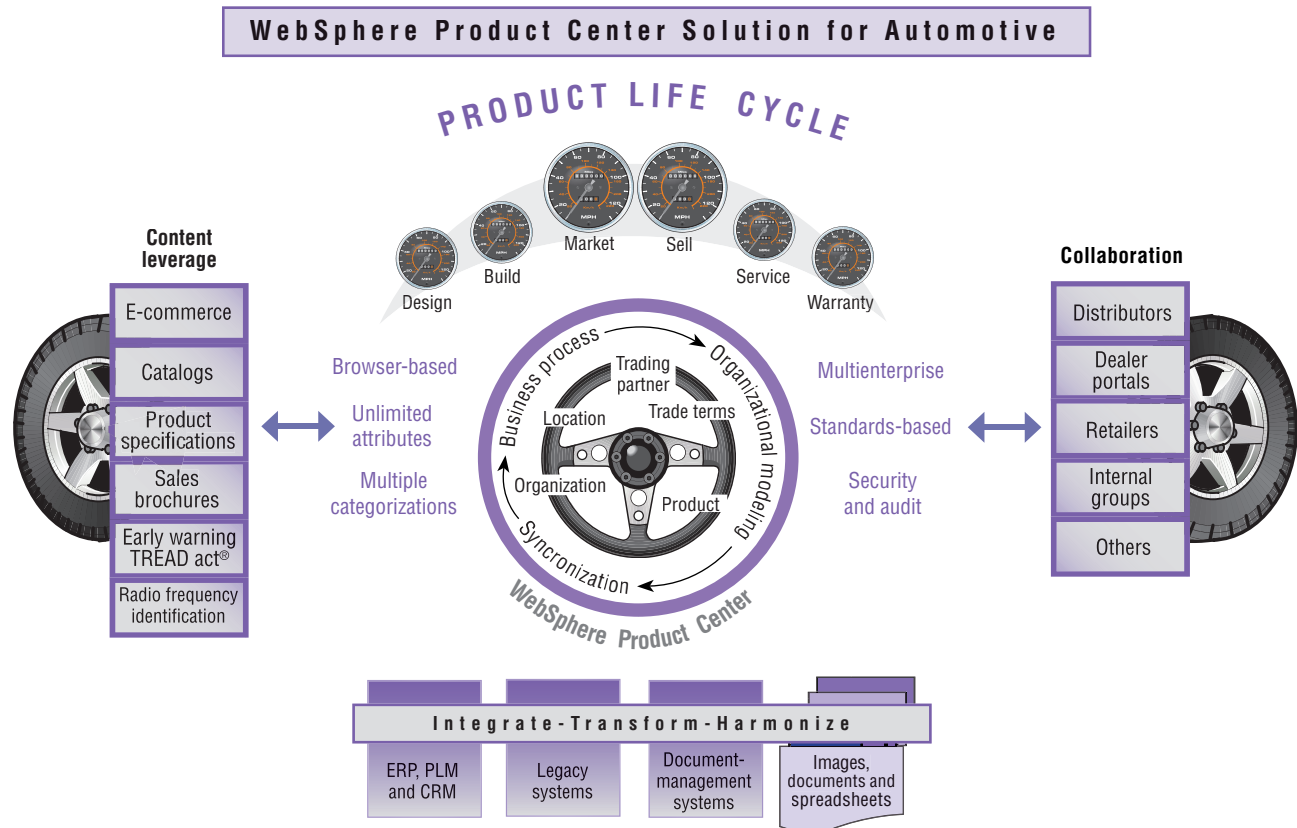 WebSphere Product Center Solution for Automotive
PRODUCT LIFE CYCLE
Design
Build
Market
Sell
Service
Warranty
MPH
MPH
Content
leverage
E-commerce
Catalogs
Product
specifications
Sales
brochures
Early warning
TREAD act®
Radio frequency
identification
Browser-based
Unlimited
attributes
Multiple
categorizations
Business process
Organizational modeling
Syncronization
Trading
partner
Location
Trade terms
Organization
Product
WebSphere Product Center
Multienterprise
Standards-based
Security
and audit
Collaboration
Distributors
Dealer
portals
Retailers
Internal
groups
Others
Integrate-Transform-Harmonize
ERP, PLM
and CRM
Legacy
systems
Document-
management
systems
Images,
documents and
spreadsheets